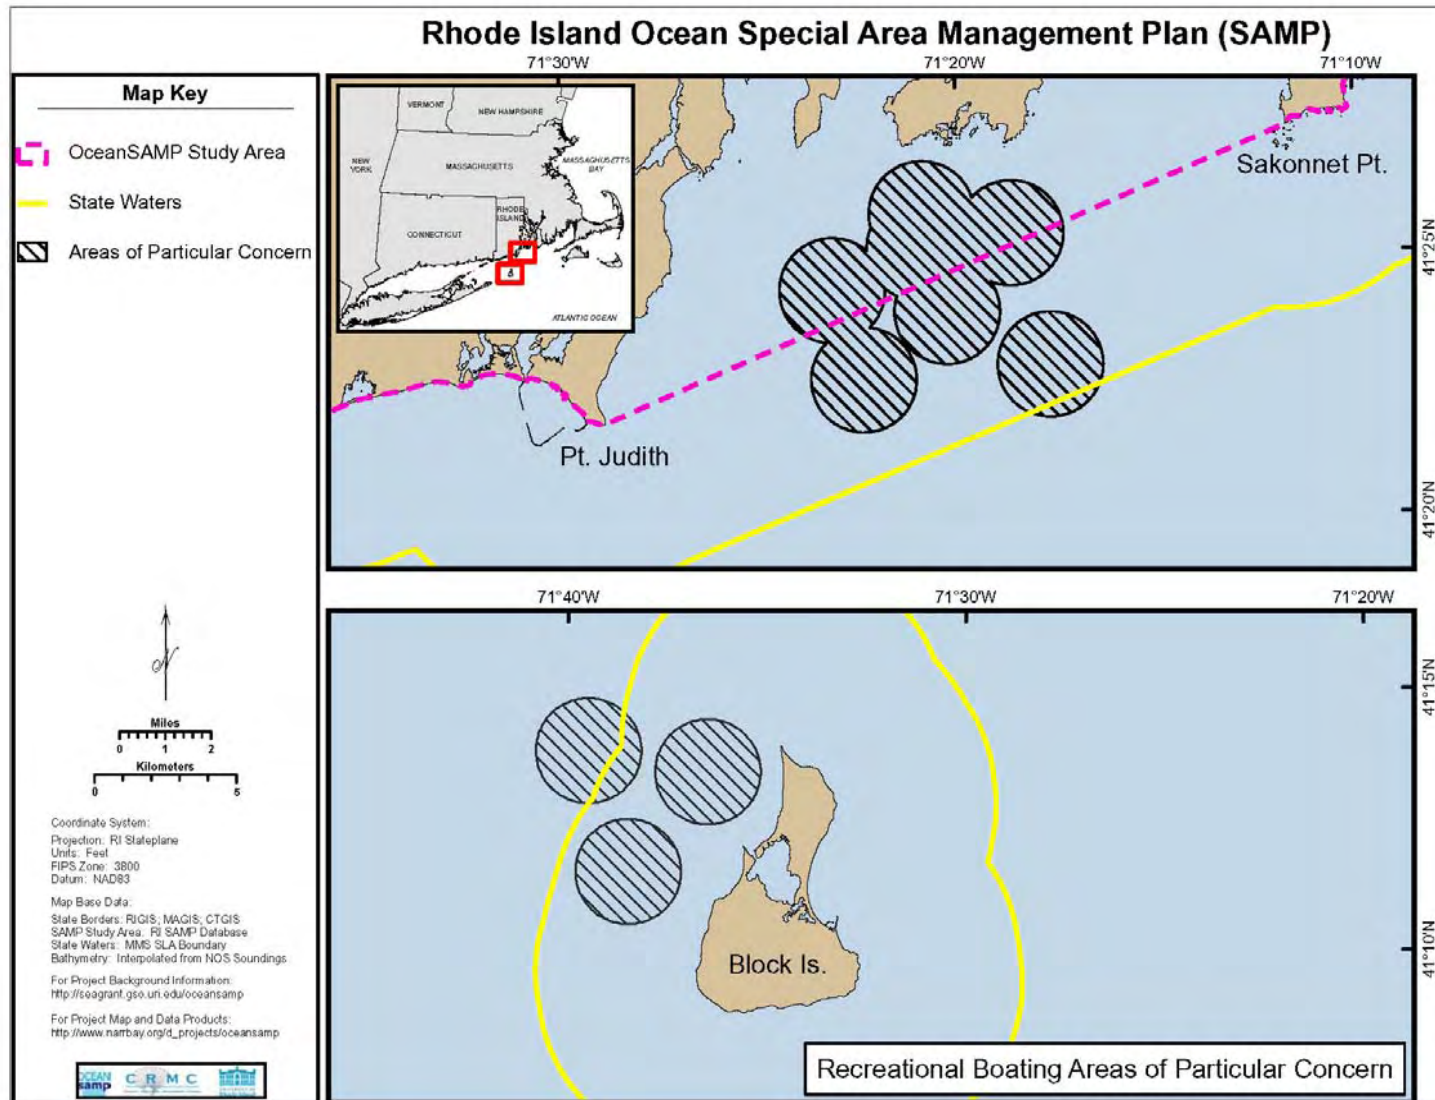 Rhode Island Ocean Special Area Management Plan (SAMP)
Map Key
OceanSAMP Study Area
State Waters
Areas of Particular Concern
N
Miles
0 1 2
Kilometers
0 5
Coordinate System:
Projection: RI Stateplane
Units: Feet
FIPS Zone: 3800
Datum: NAD83
Map Base Data:
State Borders: RIGIS; MAGIS; CTGIS
SAMP Study Area: RI SAMP Database
State Waters: MMS SLA Boundary
Bathymetry: Interpolated from NOS Soundings
For Project Background Information:
http://seagrant.gso.uri.edu/oceansamp
For Project Map and Data Products:
http://www.narrbay.org/d_projects/oceansamp
OCEAN
samp
C R M C
71°30'W
71°20'W
71°10'W
VERMONT
NEW HAMPSHIRE
NEW
YORK
MASSACHUSETTS
MASSACHUSETTS
BAY
RHODE
ISLAND
CONNECTICUT
ATLANTIC OCEAN
Sakonnet Pt.
Pt. Judith
41°25'N
41°20'N
71°40'W
71°30'W
71°20'W
41°15'N
41°10'N
Block Is.
Recreational Boating Areas of Particular Concern